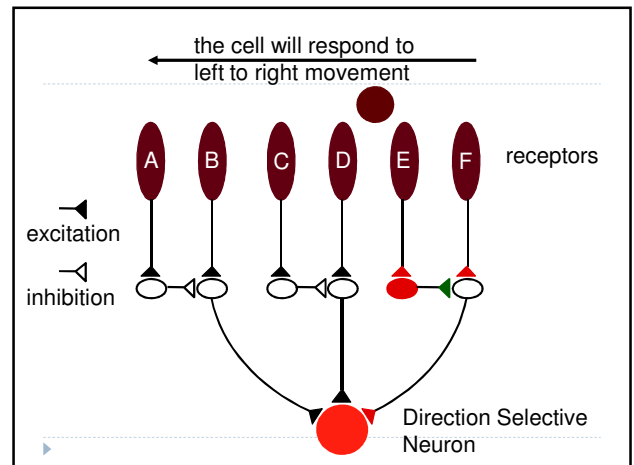 the cell will respond to
left to right movement
A B C D E F
receptors
excitation
inhibition
Direction Selective
Neuron